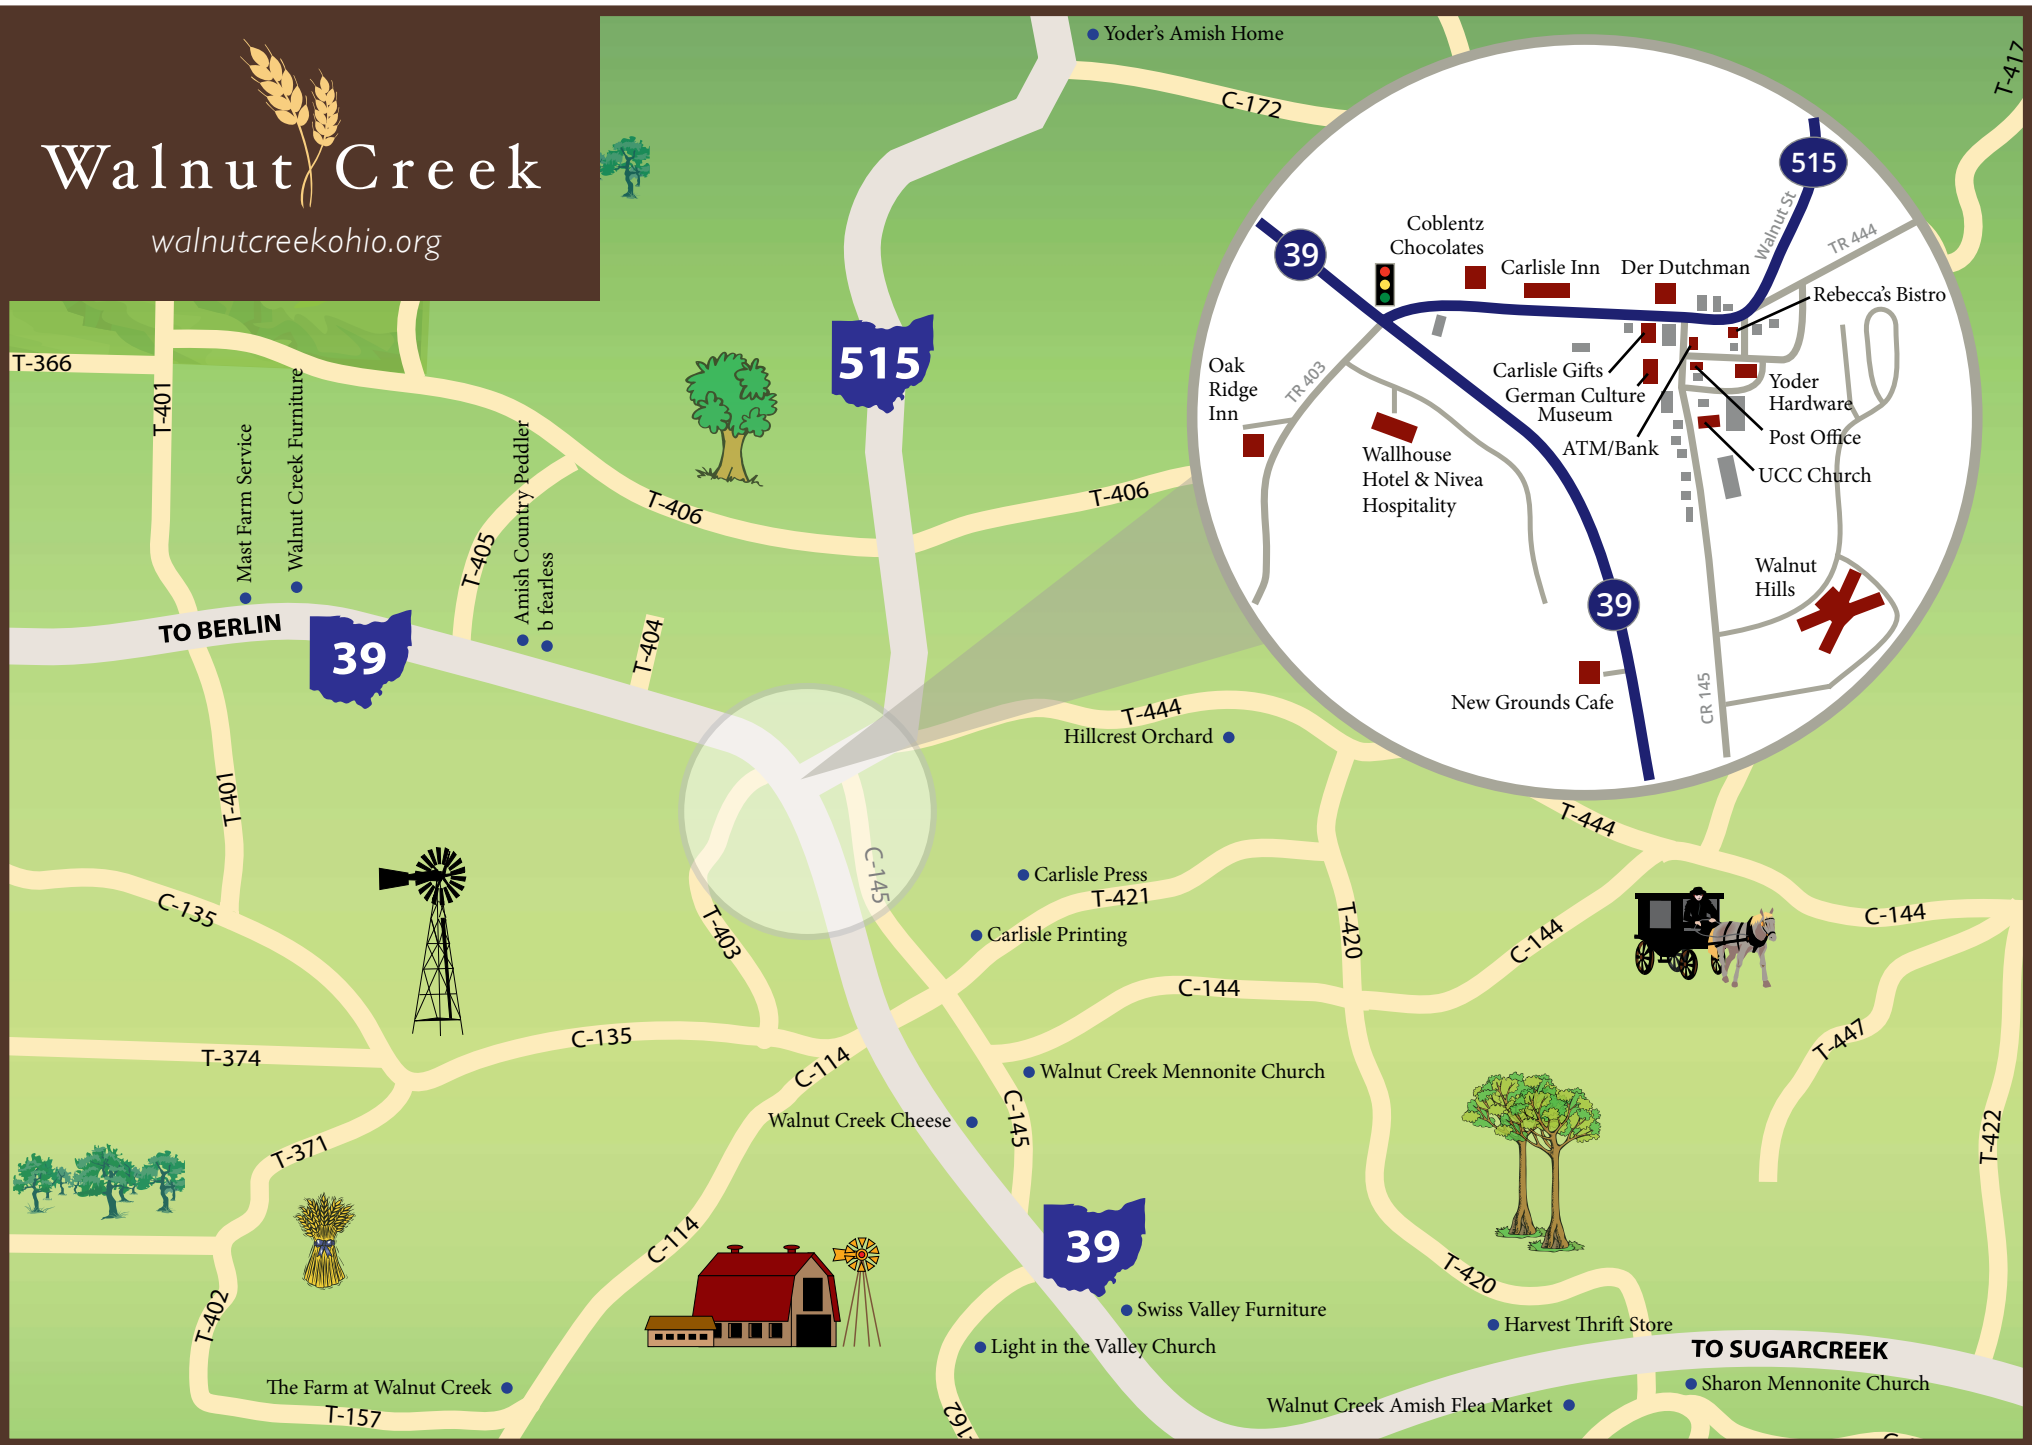 Walnut Creek
walnutcreekohio.org
Yoder's Amish Home
C-172
T-417
515
Walnut St
TR 444
39
Coblentz
Chocolates
Carlisle Inn
Der Dutchman
Rebecca's Bistro
Oak
Ridge
Inn
TR 403
Carlisle Gifts
German Culture
Museum
ATM/Bank
Yoder
Hardware
Post Office
UCC Church
Wallhouse
Hotel & Nivea
Hospitality
Walnut
Hills
39
New Grounds Cafe
CR 145
T-366
T-401
515
Mast Farm Service
Walnut Creek Furniture
Amish Country Peddler
b fearless
T-405
T-406
T-406
TO BERLIN
39
T-404
T-444
Hillcrest Orchard
T-401
T-444
C-145
Carlisle Press
T-421
C-135
T-403
Carlisle Printing
T-420
C-144
C-144
C-144
T-374
C-135
C-114
Walnut Creek Mennonite Church
T-447
Walnut Creek Cheese
C-145
T-422
T-371
C-114
39
T-420
T-402
Swiss Valley Furniture
Harvest Thrift Store
Light in the Valley Church
TO SUGARCREEK
The Farm at Walnut Creek
Sharon Mennonite Church
T-157
Walnut Creek Amish Flea Market
162